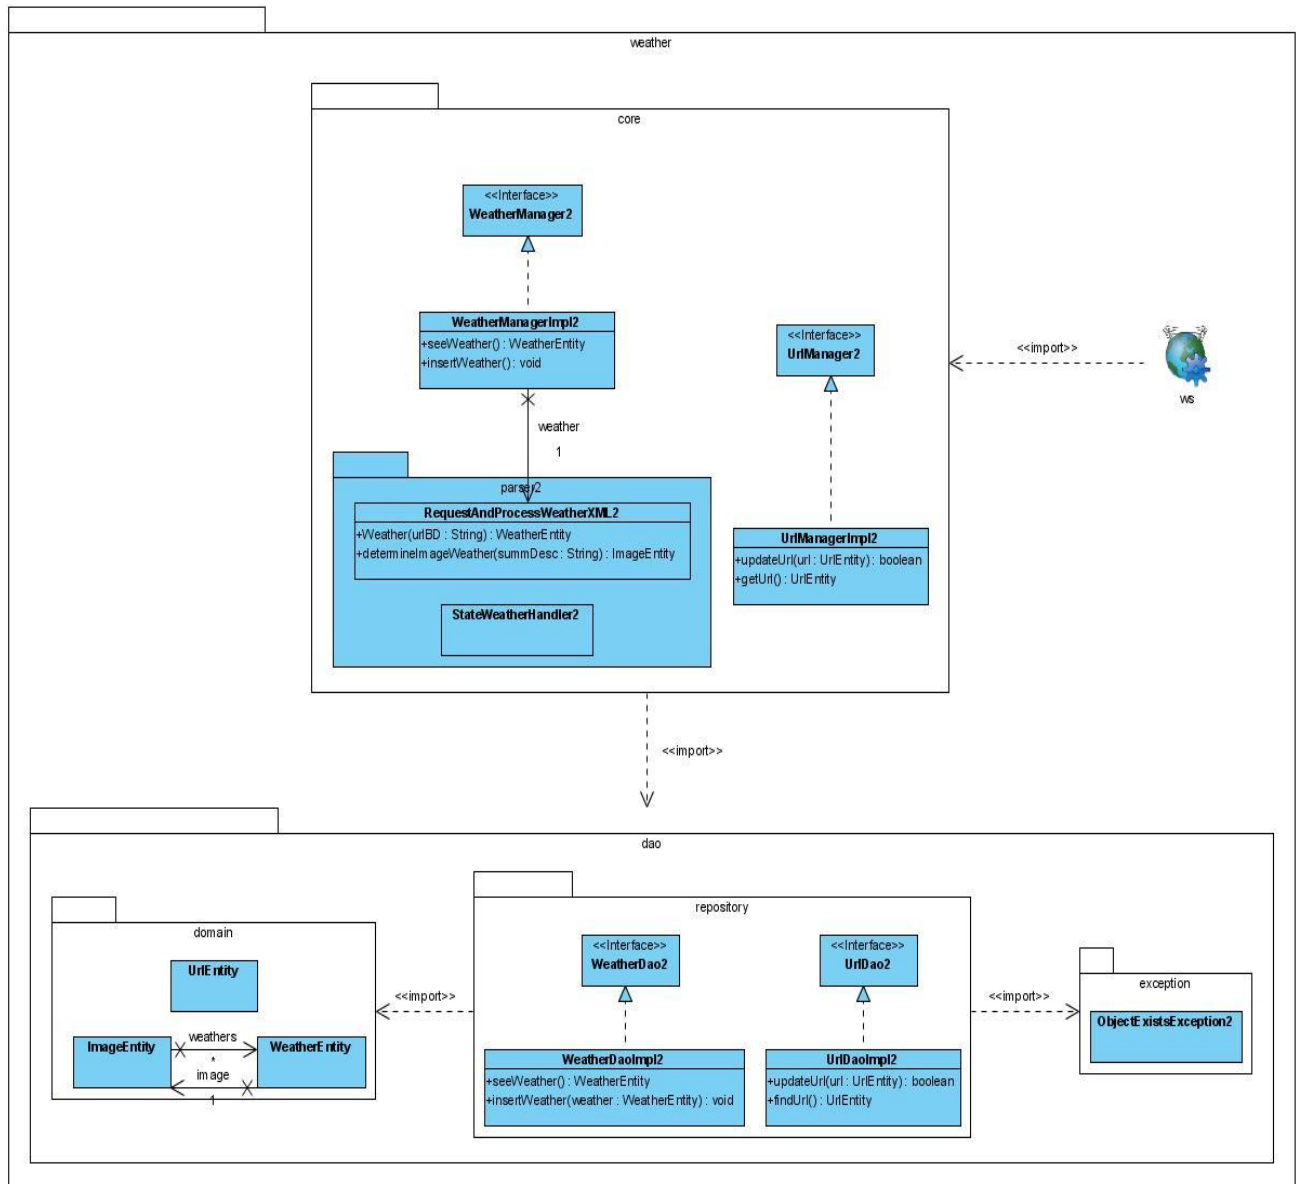 weather
core
<<Interface>>
WeatherManager2
WeatherManagerImpl2
+seeWeather() : WeatherEntity
+insertWeather() : void
<<Interface>>
UrlManager2
<<import>>
ws
weather
1
parser2
RequestAndProcessWeatherXML2
+Weather(urlBD : String) : WeatherEntity
+determineImageWeather(summDesc : String) : ImageEntity
StateWeatherHandler2
UrlManagerImpl2
+updateUrl(url : UrlEntity) : boolean
+getUrl() : UrlEntity
<<import>>
dao
domain
UrlEntity
ImageEntity
weathers
*
image
1
WeatherEntity
<<import>>
repository
<<Interface>>
WeatherDao2
<<Interface>>
UrlDao2
WeatherDaoImpl2
+seeWeather() : WeatherEntity
+insertWeather(weather : WeatherEntity) : void
UrlDaoImpl2
+updateUrl(url : UrlEntity) : boolean
+findUrl() : UrlEntity
<<import>>
exception
ObjectExistsException2